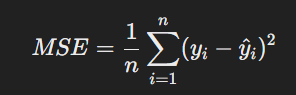 MSE = \frac{1}{n} \sum_{i=1}^{n} (y_i - \hat{y}_i)^2